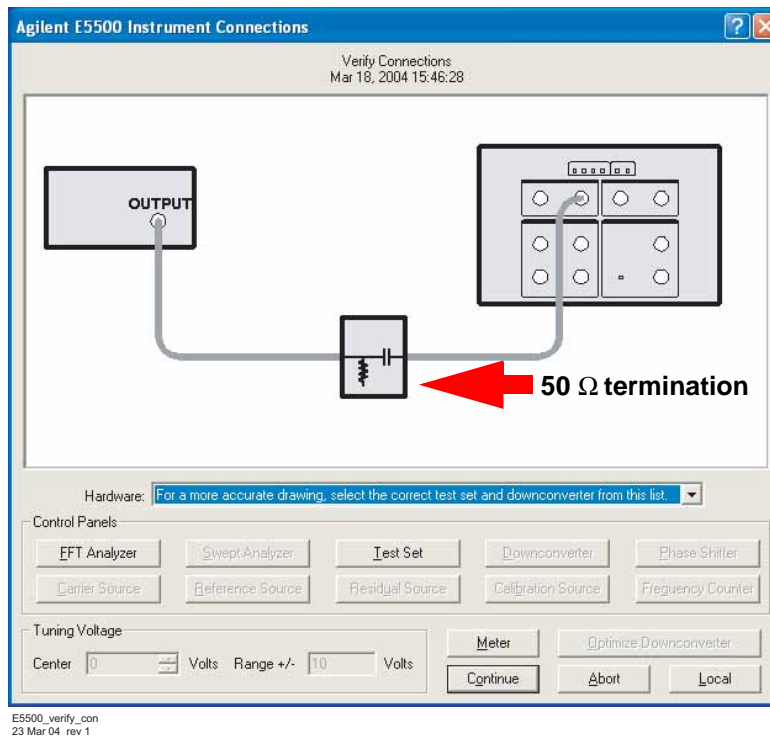 Agilent E5500 Instrument Connections
Verify Connections
Mar 18, 2004 15:46:28
OUTPUT
50 Ω termination
Hardware: For a more accurate drawing, select the correct test set and downconverter from this list.
Control Panels
FFT Analyzer Swept Analyzer Test Set Downconverter Phase Shifter
Carrier Source Reference Source Residual Source Calibration Source Frequency Counter
Tuning Voltage
Center 0 Volts Range +/- 10 Volts
Meter Optimize Downconverter
Continue Abort Local
E5500_verify_con
23 Mar 04 rev 1